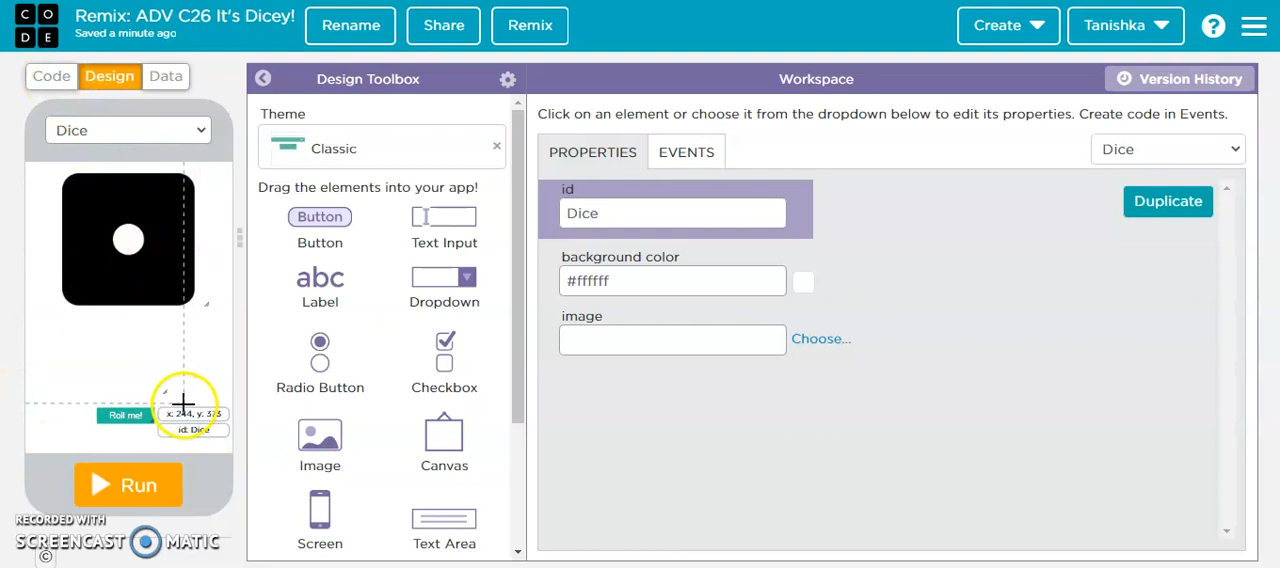 C O
D E
Remix: ADV C26 It's Dicey!
Saved a minute ago
Rename
Share
Remix
Create
Tanishka
?
Code
Design
Data
Design Toolbox
Workspace
Version History
Dice
Theme
Classic
Drag the elements into your app!
Button
Button
Text Input
abc
Label
Dropdown
Radio Button
Checkbox
Image
Canvas
Screen
Text Area
Click on an element or choose it from the dropdown below to edit its properties. Create code in Events.
PROPERTIES
EVENTS
Dice
id
Dice
Duplicate
background color
#ffffff
image
Choose...
Roll me!
x: 244, y: 373
id: Dice
Run
RECORDED WITH
SCREENCAST MATIC
©